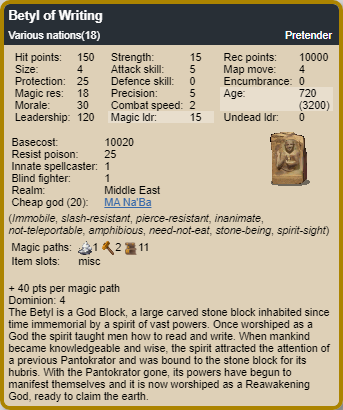 Betyl of Writing
Various nations(18) Pretender
Hit points: 150 Strength: 15 Rec points: 10000
Size: 4 Attack skill: 5 Map move: 4
Protection: 25 Defence skill: 0 Encumbrance: 0
Magic res: 18 Precision: 5 Age: 720
Morale: 30 Combat speed: 2 (3200)
Leadership: 120 Magic ldr: 15 Undead ldr: 0
Basecost: 10020
Resist poison: 25
Innate spellcaster: 1
Blind fighter: 1
Realm: Middle East
Cheap god (20): MA Na'Ba
(Immobile, slash-resistant, pierce-resistant, inanimate,
not-teleportable, amphibious, need-not-eat, stone-being, spirit-sight)
Magic paths: 1 2 11
Item slots: misc
+ 40 pts per magic path
Dominion: 4
The Betyl is a God Block, a large carved stone block inhabited since
time immemorial by a spirit of vast powers. Once worshiped as a
God the spirit taught men how to read and write. When mankind
became knowledgeable and wise, the spirit attracted the attention of
a previous Pantokrator and was bound to the stone block for its
hubris. With the Pantokrator gone, its powers have begun to
manifest themselves and it is now worshiped as a Reawakening
God, ready to claim the earth.